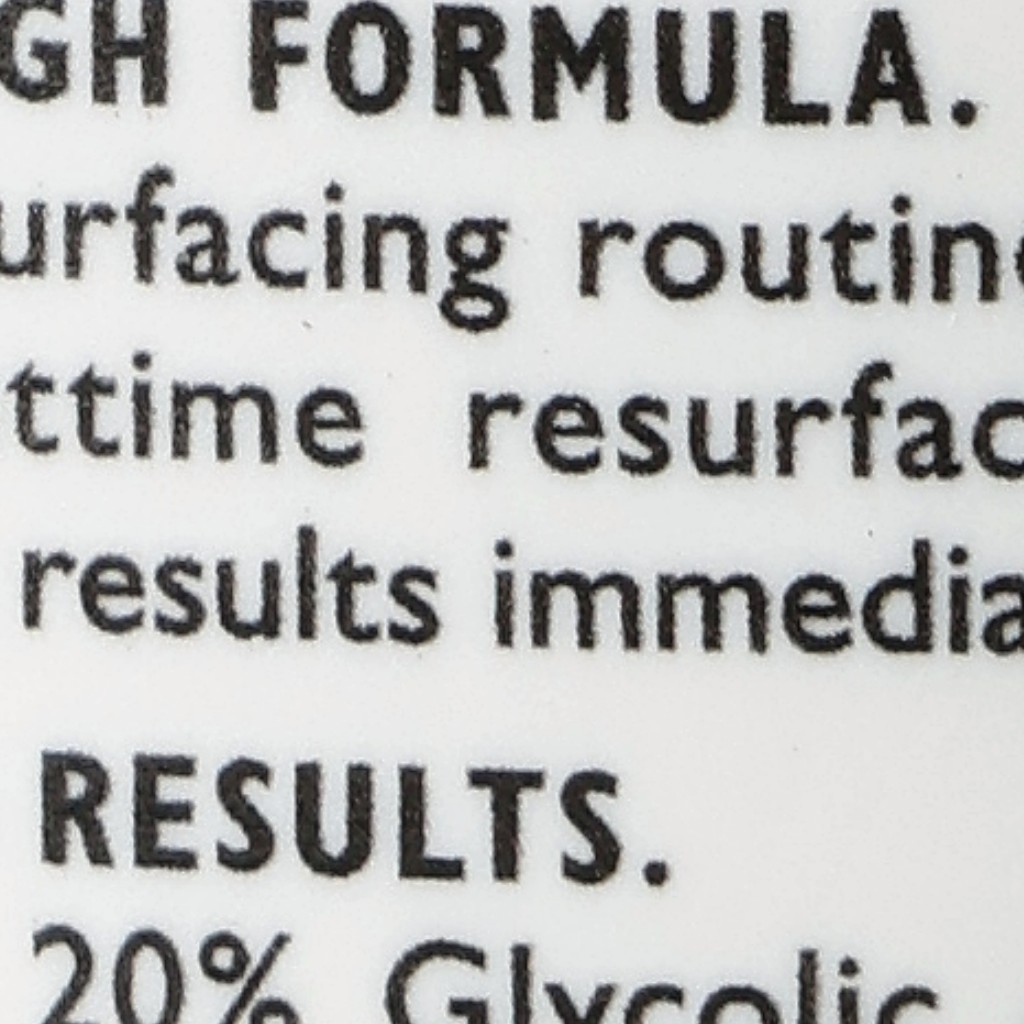 GH FORMULA.
urfacing routin
ttime resurfac
results immedia
RESULTS.
20% Glycolic